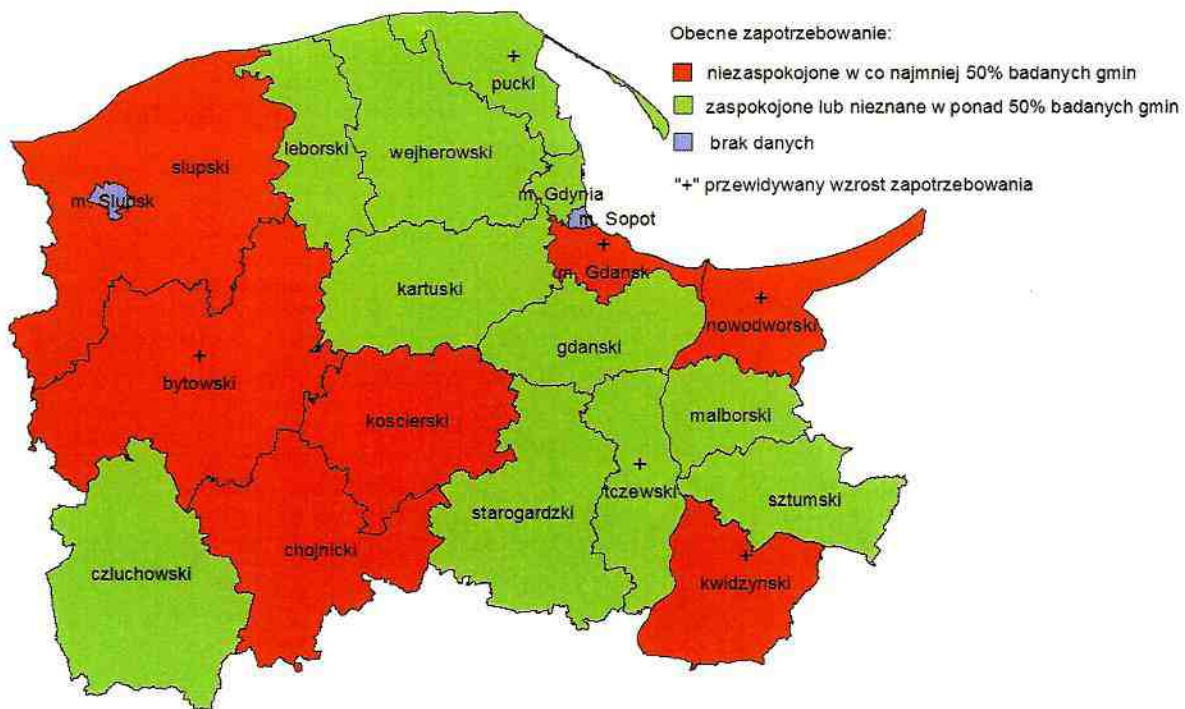 Obecne zapotrzebowanie:
niezaspokojone w co najmniej 50% badanych gmin
zaspokojone lub nieznane w ponad 50% badanych gmin
brak danych
"+" przewidywany wzrost zapotrzebowania
+
pucki
leborski
wejherowski
slupski
m. Slupsk
m. Gdynia
m. Sopot
+
m. Gdansk
kartuski
+
nowodworski
gdanski
+
bytowski
koscierski
malborski
+
tczewski
sztumski
starogardzki
chojnicki
czluchowski
+
kwidzynski